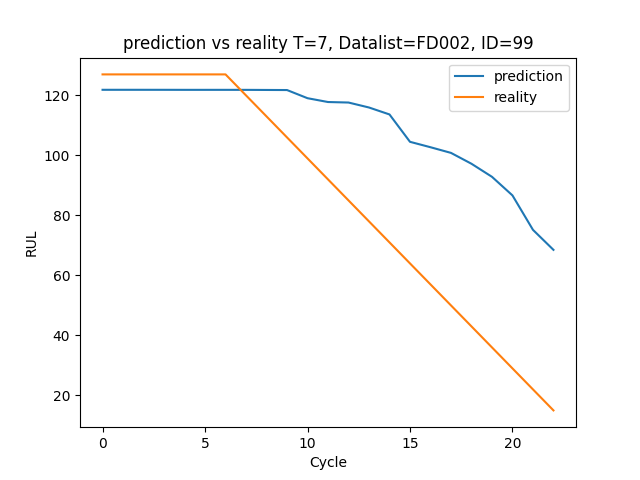 prediction vs reality T=7, Datalist=FD002, ID=99
prediction
reality
120
100
80
60
40
20
RUL
0
5
10
15
20
Cycle